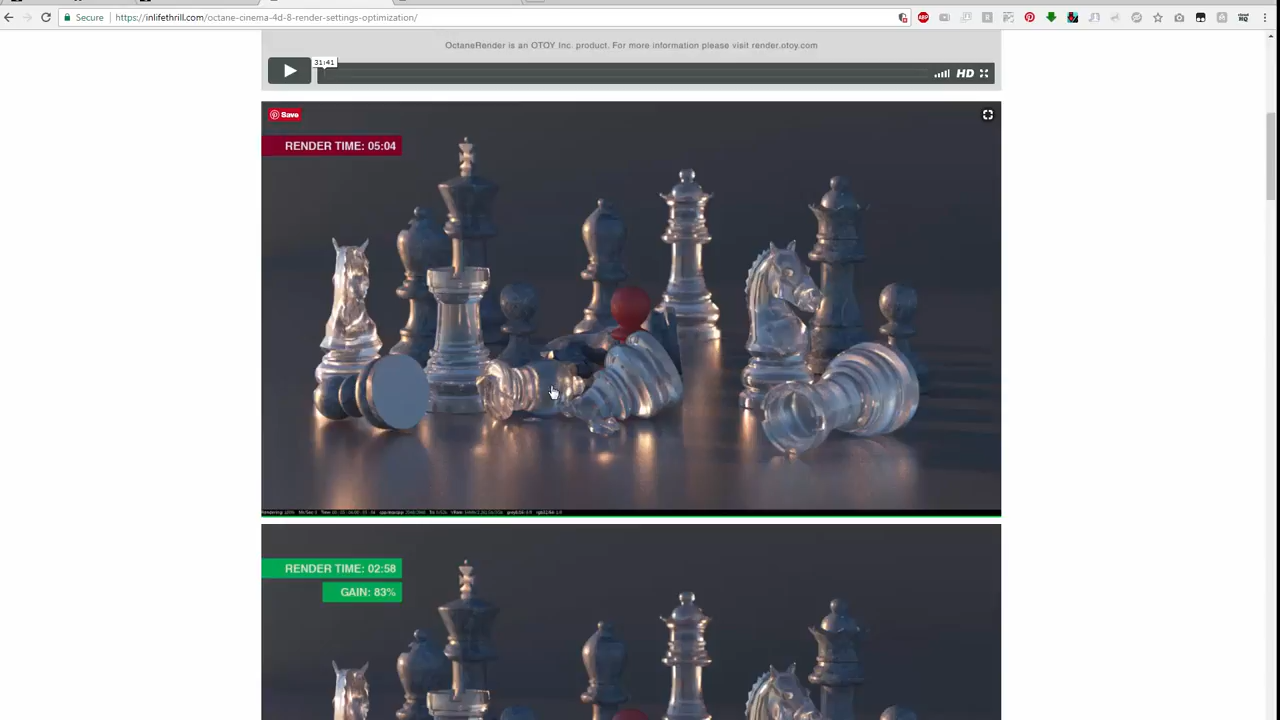 Secure
https://inlifethrill.com/octane-cinema-4d-8-render-settings-optimization/
OctaneRender is an OTOY Inc. product. For more information please visit render.otoy.com
31:41
HD
Save
RENDER TIME: 05:04
RENDER TIME: 02:58
GAIN: 83%